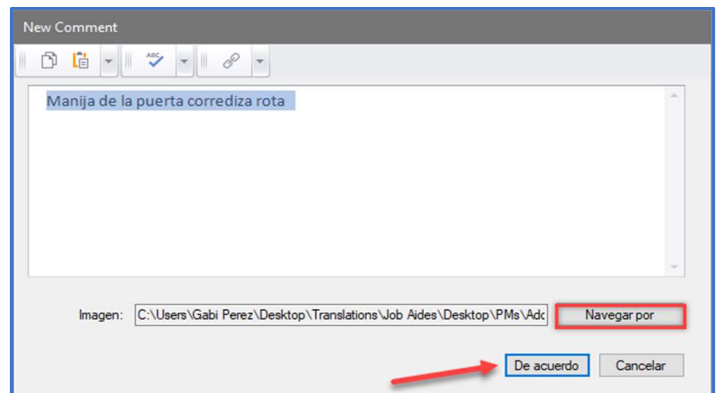 New Comment
ABC
Manija de la puerta corrediza rota
Imagen: C:\Users\Gabi Perez\Desktop\Translations\Job Aides\Desktop\PMs\Adc Navegar por
De acuerdo Cancelar